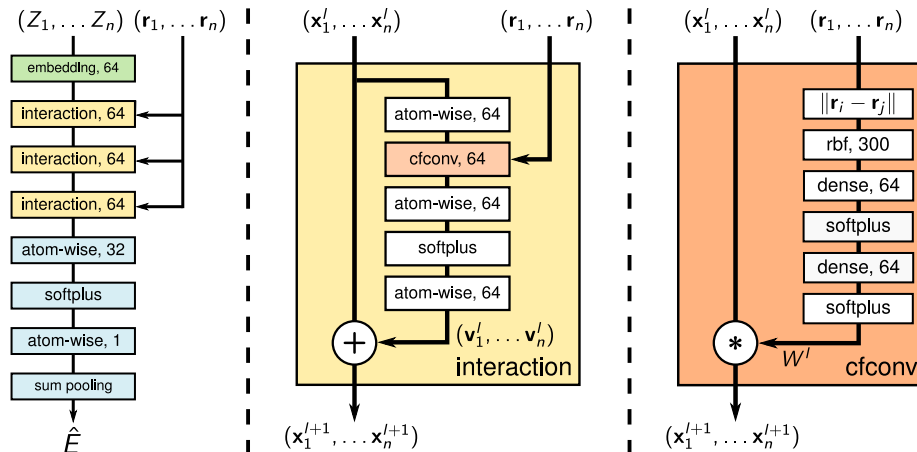 (Z₁, … Zₙ) (r₁, … rₙ)
embedding, 64
interaction, 64
interaction, 64
interaction, 64
atom-wise, 32
softplus
atom-wise, 1
sum pooling
Ê
(x₁ˡ, … xₙˡ) (r₁, … rₙ)
atom-wise, 64
cfconv, 64
atom-wise, 64
softplus
atom-wise, 64
+
(v₁ˡ, … vₙˡ)
interaction
(x₁ˡ⁺¹, … xₙˡ⁺¹)
(x₁ˡ, … xₙˡ) (r₁, … rₙ)
‖rᵢ − rⱼ‖
rbf, 300
dense, 64
softplus
dense, 64
softplus
*
Wˡ
cfconv
(x₁ˡ⁺¹, … xₙˡ⁺¹)